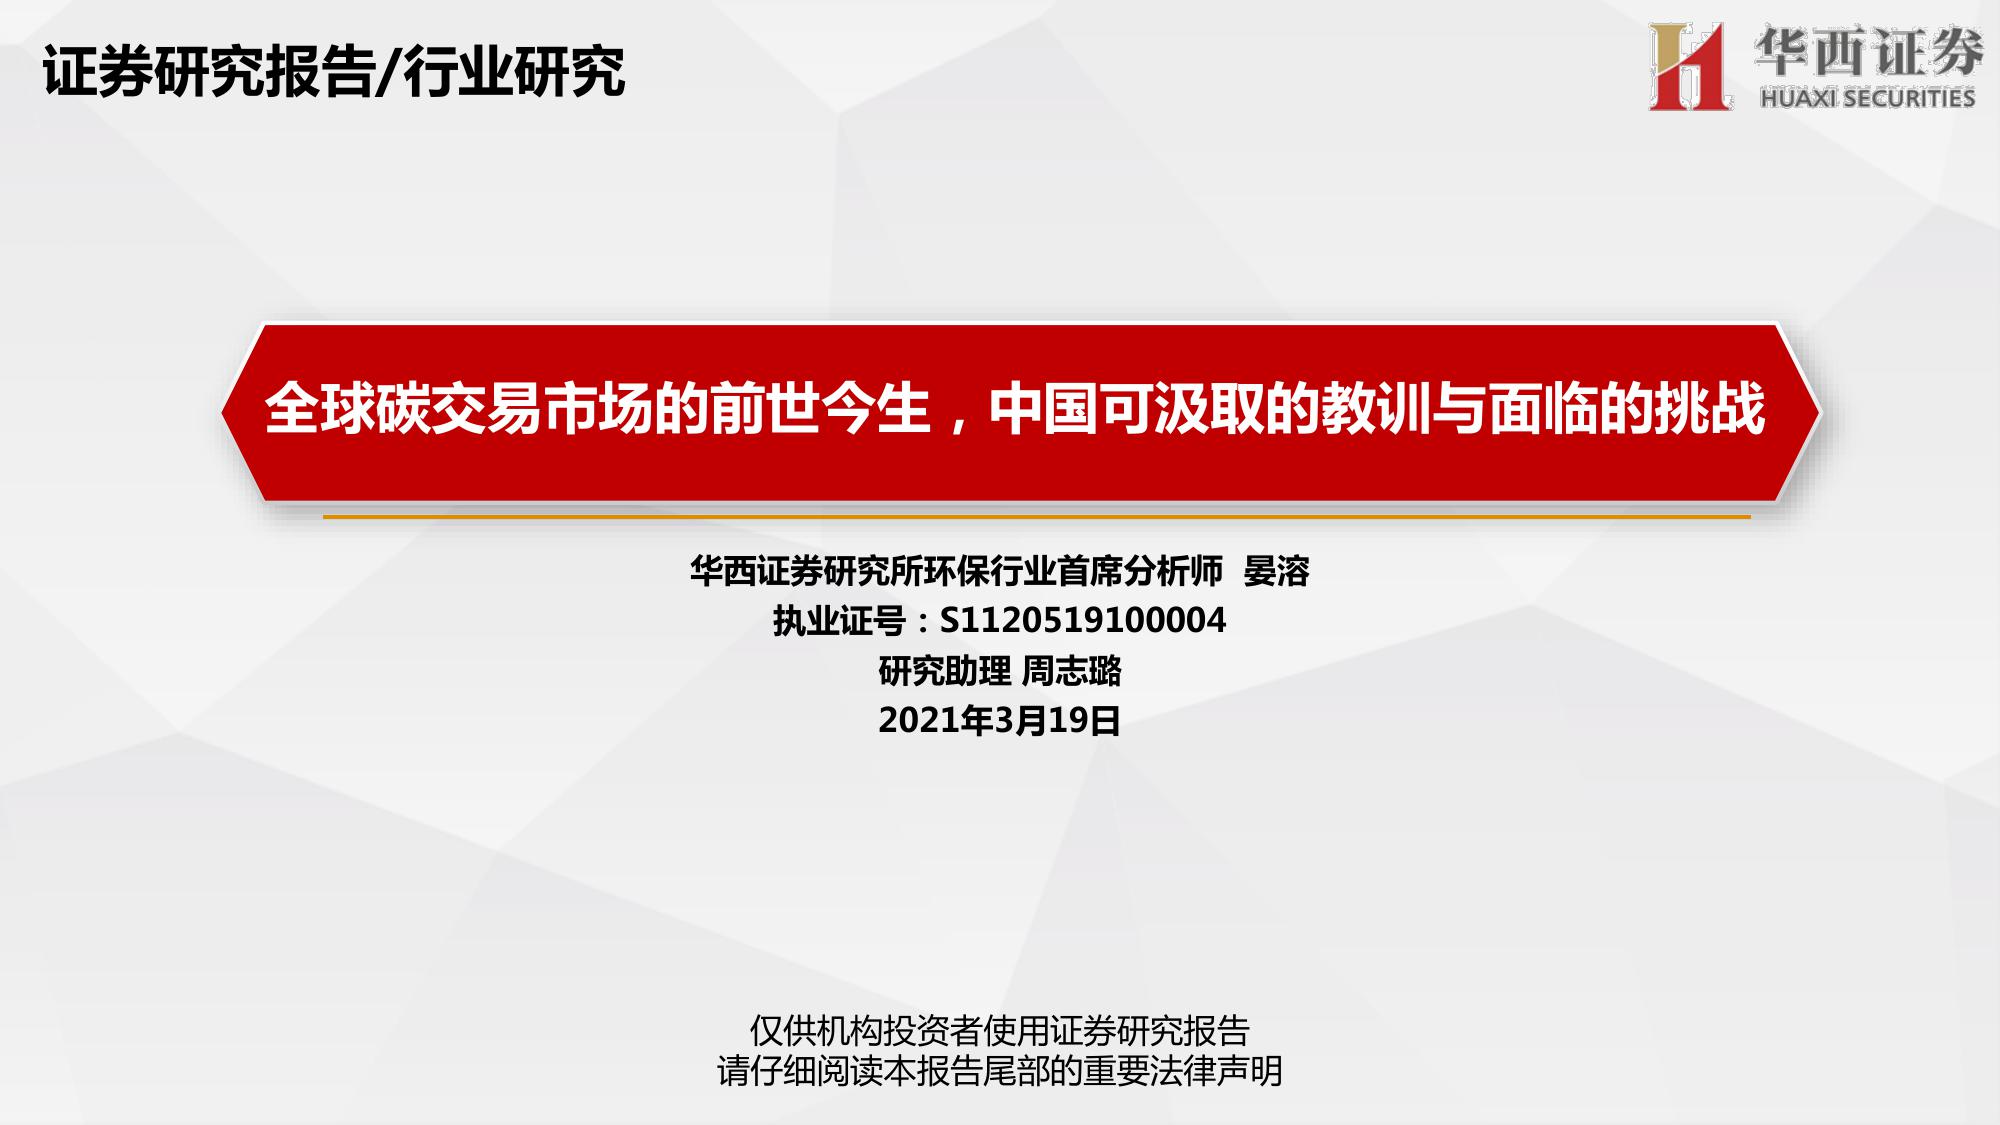 证券研究报告/行业研究
华西证券
HUAXI SECURITIES
全球碳交易市场的前世今生，中国可汲取的教训与面临的挑战
华西证券研究所环保行业首席分析师 晏溶
执业证号：S1120519100004
研究助理 周志璐
2021年3月19日
仅供机构投资者使用证券研究报告
请仔细阅读本报告尾部的重要法律声明